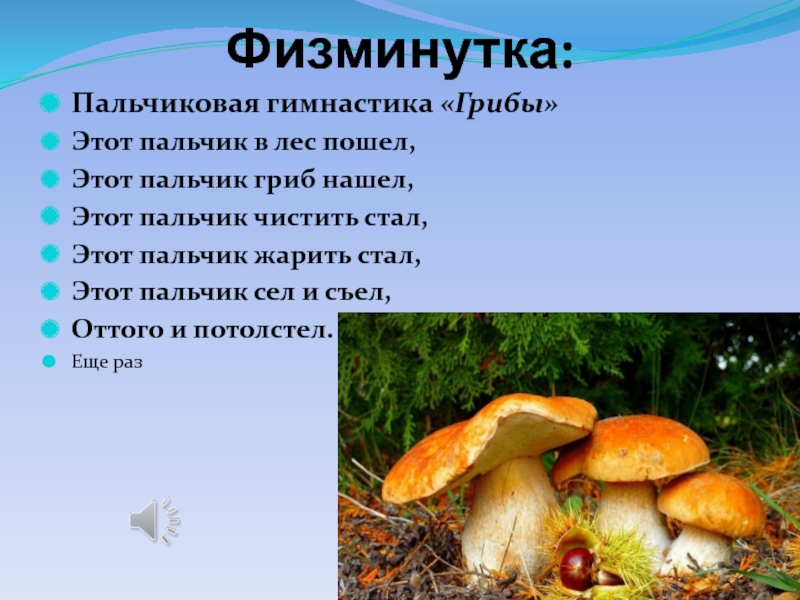 Физминутка:
Пальчиковая гимнастика «Грибы»
Этот пальчик в лес пошел,
Этот пальчик гриб нашел,
Этот пальчик чистить стал,
Этот пальчик жарить стал,
Этот пальчик сел и съел,
Оттого и потолстел.
Еще раз